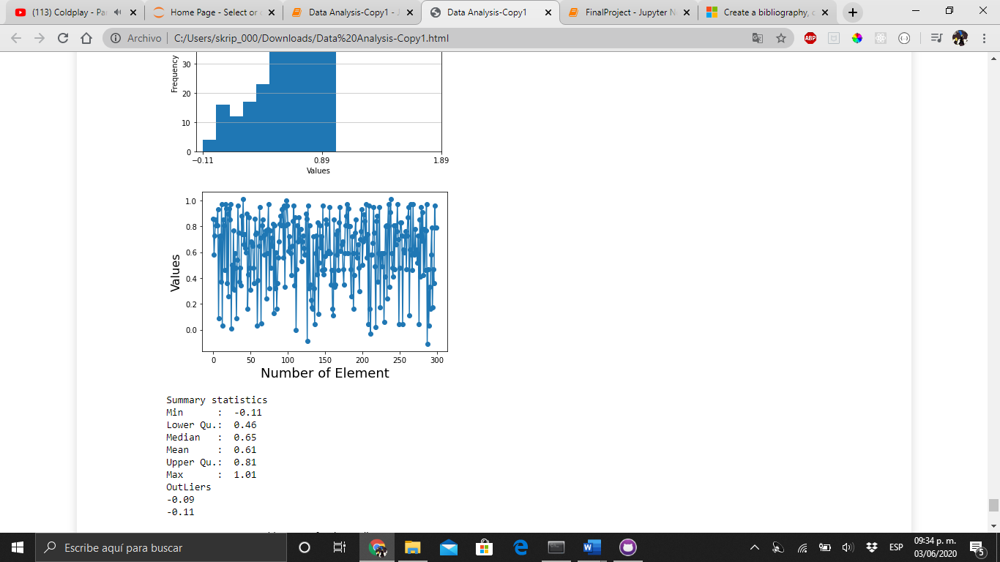 (113) Coldplay - Pa
Home Page - Select or
Data Analysis-Copy1 - J
Data Analysis-Copy1
FinalProject - Jupyter N
Create a bibliography, c
Archivo
C:/Users/skrip_000/Downloads/Data%20Analysis-Copy1.html
ABP
Frequency
30
20
10
0
−0.11 0.89 1.89
Values
Values
1.0
0.8
0.6
0.4
0.2
0.0
0 50 100 150 200 250 300
Number of Element
Summary statistics
Min : -0.11
Lower Qu.: 0.46
Median : 0.65
Mean : 0.61
Upper Qu.: 0.81
Max : 1.01
OutLiers
-0.09
-0.11
Escribe aquí para buscar
ESP
09:34 p. m.
03/06/2020
5